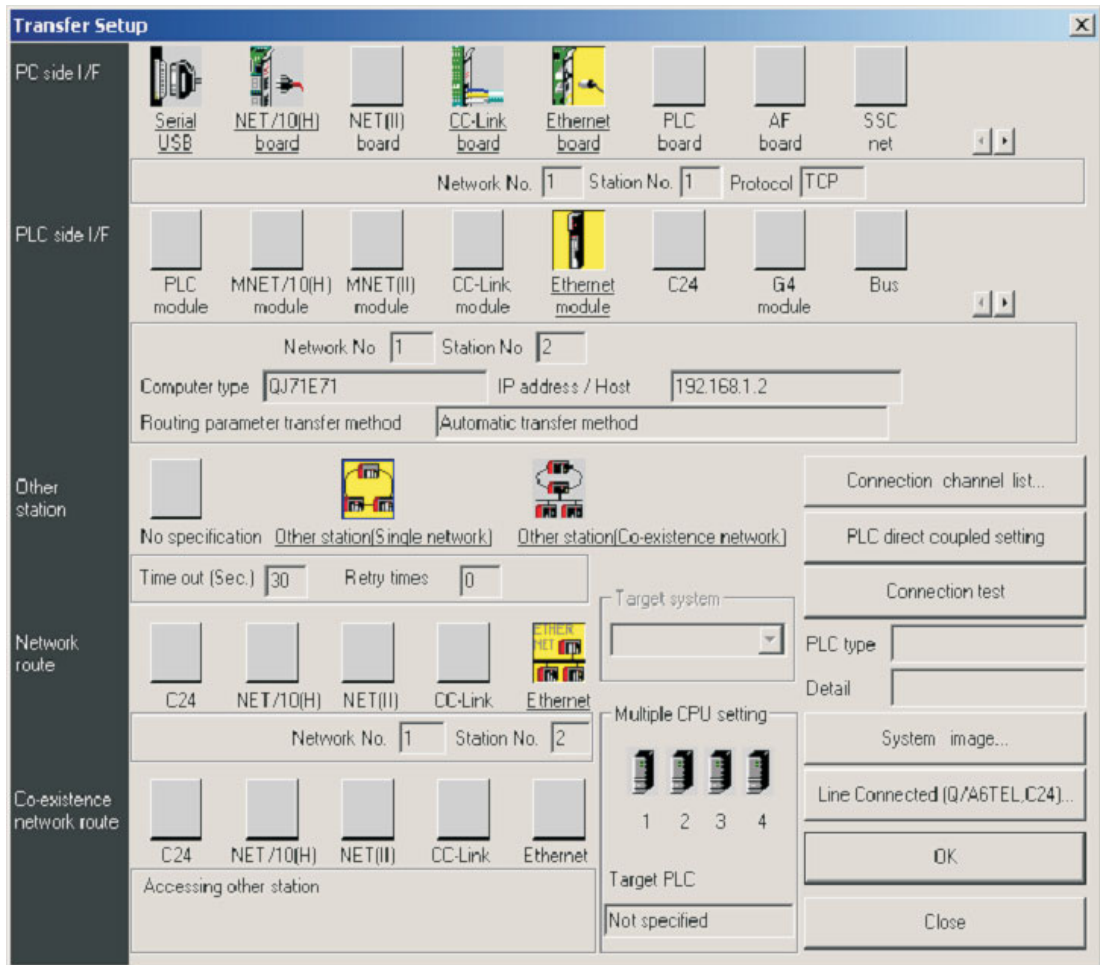 Transfer Setup
PC side I/F
Serial USB
NET/10(H) board
NET(II) board
CC-Link board
Ethernet board
PLC board
AF board
SSC net
Network No. 1 Station No. 1 Protocol TCP
PLC side I/F
PLC module
MNET/10(H) module
MNET(II) module
CC-Link module
Ethernet module
C24
G4 module
Bus
Network No 1 Station No 2
Computer type QJ71E71 IP address / Host 192.168.1.2
Routing parameter transfer method Automatic transfer method
Other station
No specification Other station(Single network) Other station(Co-existence network)
Time out (Sec.) 30 Retry times 0
Connection channel list...
PLC direct coupled setting
Connection test
Target system
PLC type
Detail
Network route
ETHER
NET
C24 NET/10(H) NET(II) CC-Link Ethernet
Network No. 1 Station No. 2
Multiple CPU setting
1 2 3 4
Target PLC
Not specified
System image...
Line Connected (Q/A6TEL,C24)...
OK
Close
Co-existence network route
C24 NET/10(H) NET(II) CC-Link Ethernet
Accessing other station